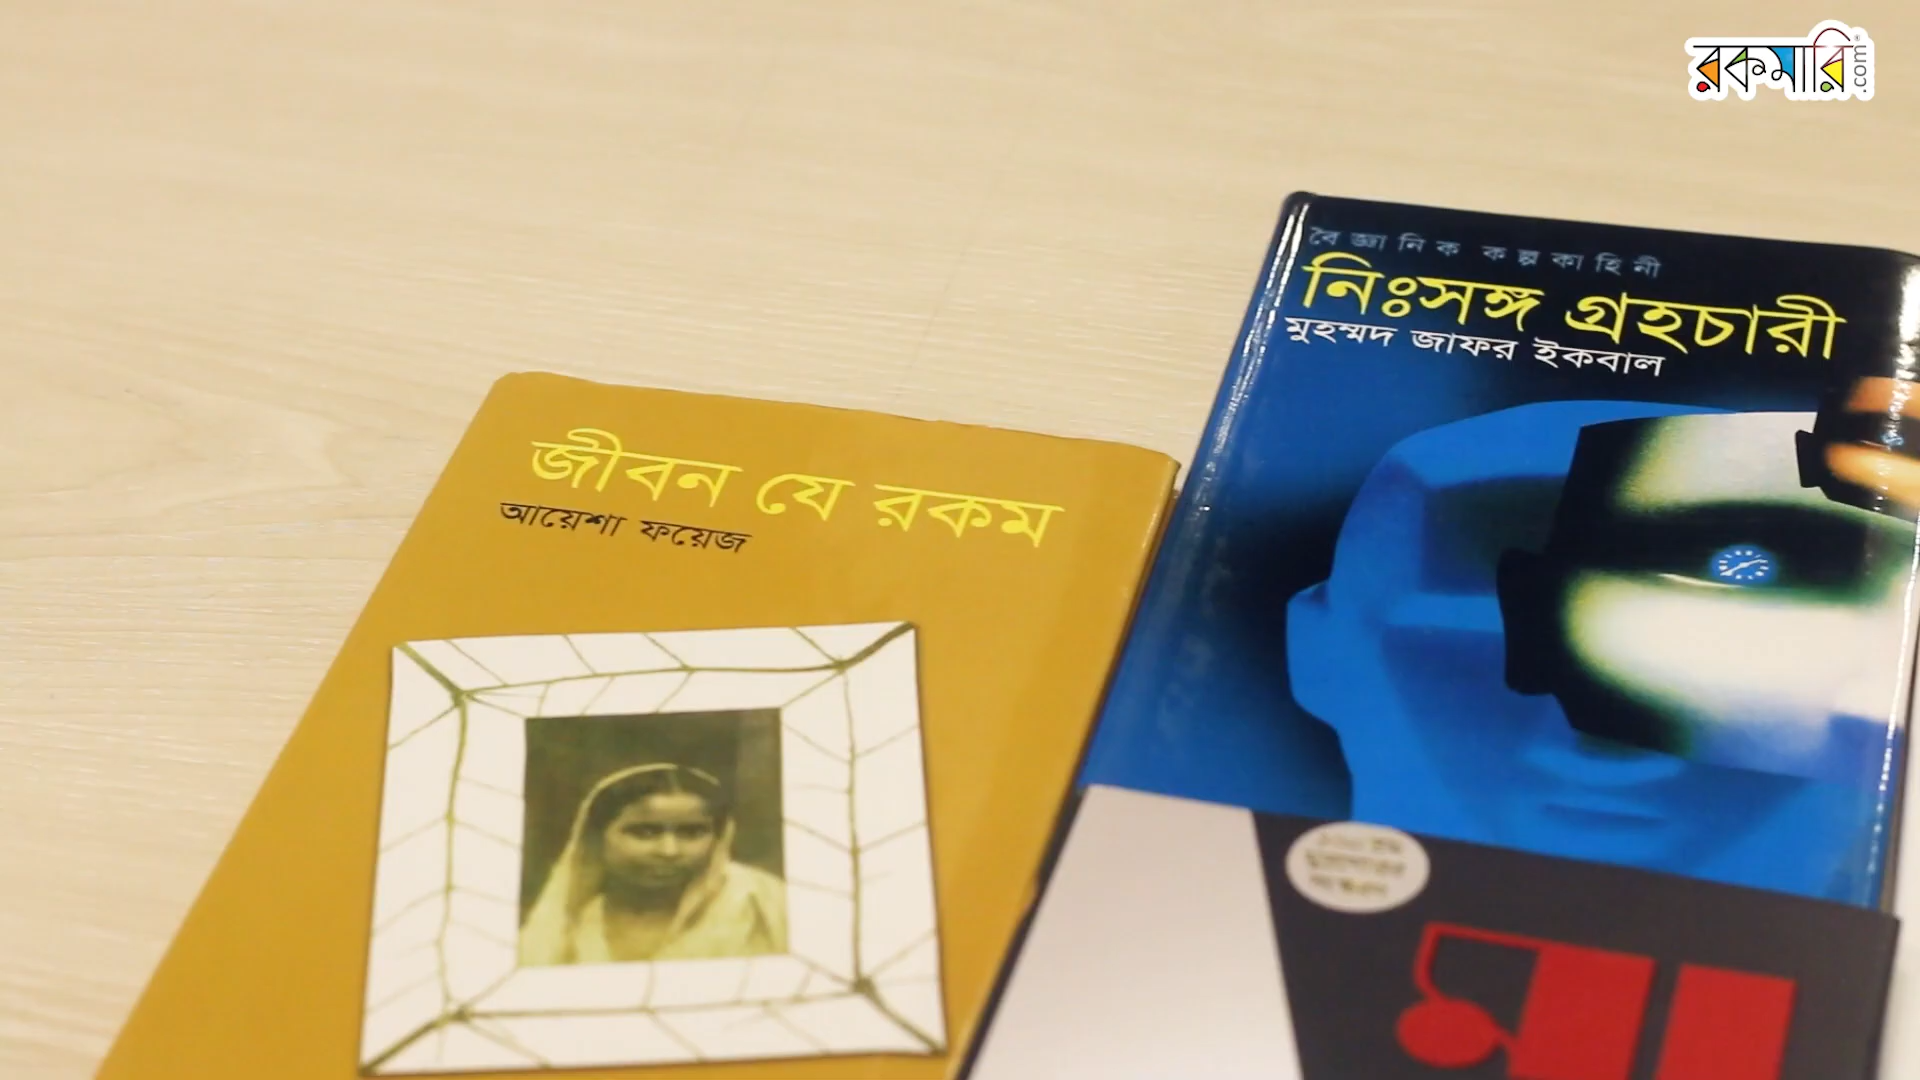 রকমারি.com
বৈজ্ঞানিক কল্পকাহিনী
নিঃসঙ্গ গ্রহচারী
মুহম্মদ জাফর ইকবাল
জীবন যে রকম
আয়েশা ফয়েজ
মা